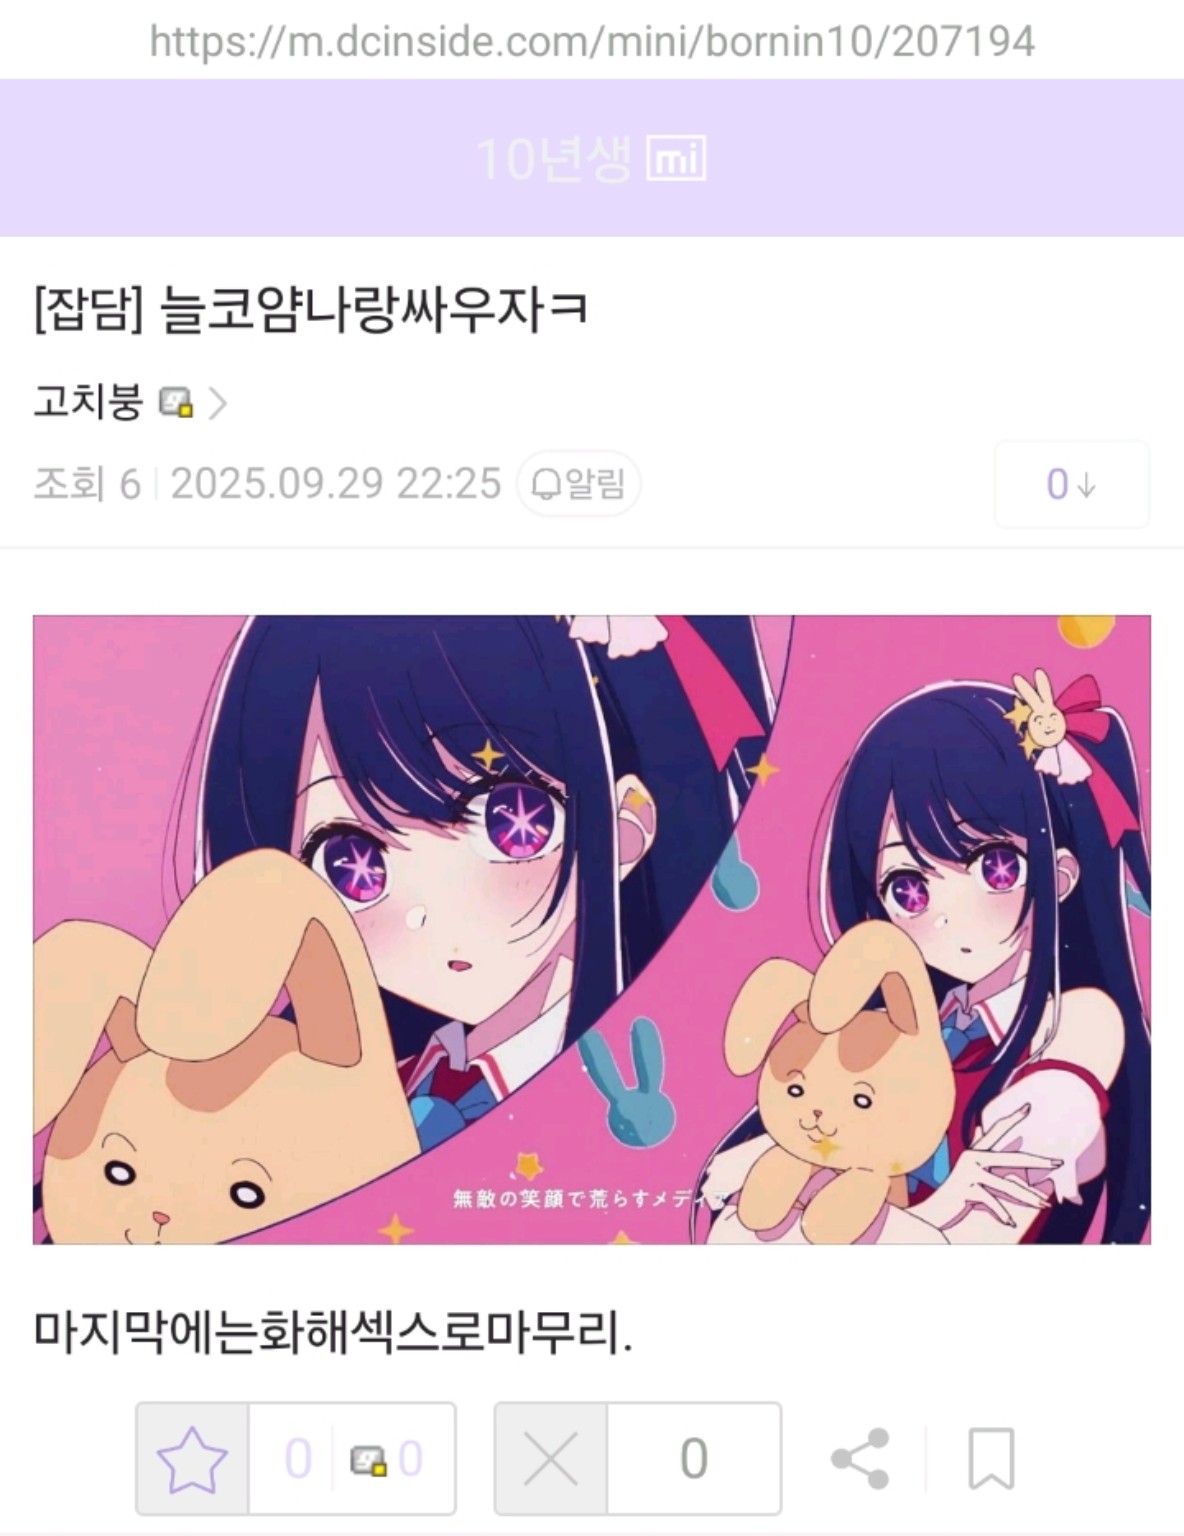 https://m.dcinside.com/mini/bornin10/207194
10년생 mi
[잡담] 늘코얌나랑싸우자ㅋ
고치붕
조회 6 2025.09.29 22:25 알림
0
無敵の笑顔で荒らすメディア
마지막에는화해섹스로마무리.
0 0 0